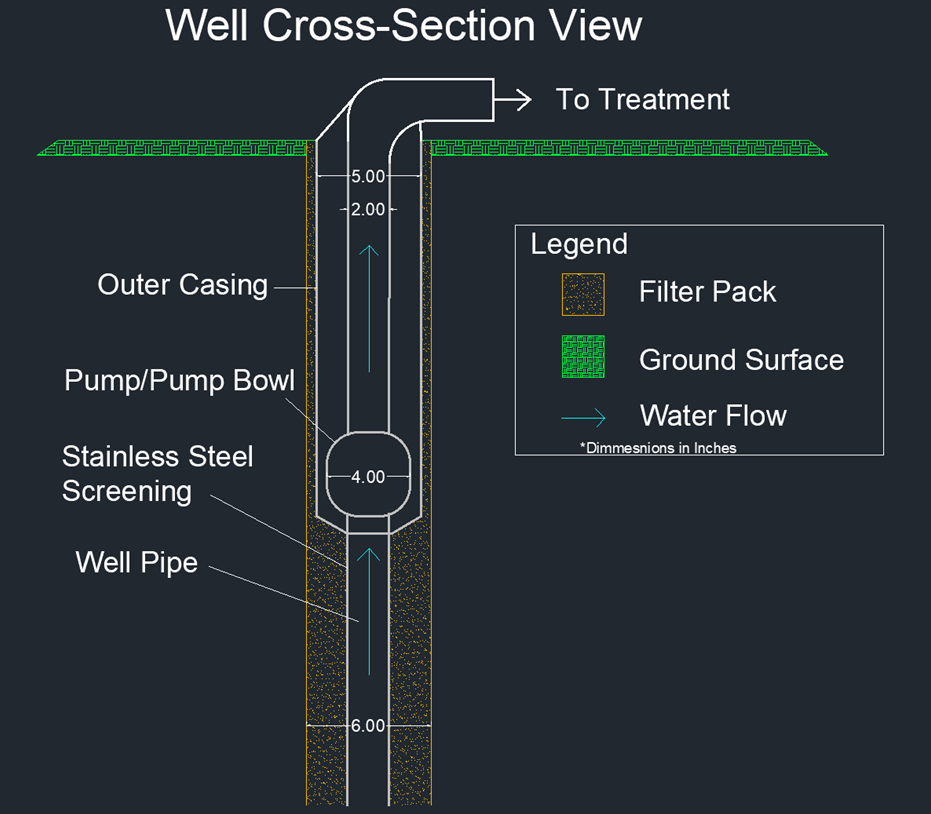 Well Cross-Section View
To Treatment
5.00
2.00
Legend
Outer Casing
Filter Pack
Ground Surface
Pump/Pump Bowl
Water Flow
*Dimmesnions in Inches
Stainless Steel
Screening
4.00
Well Pipe
6.00